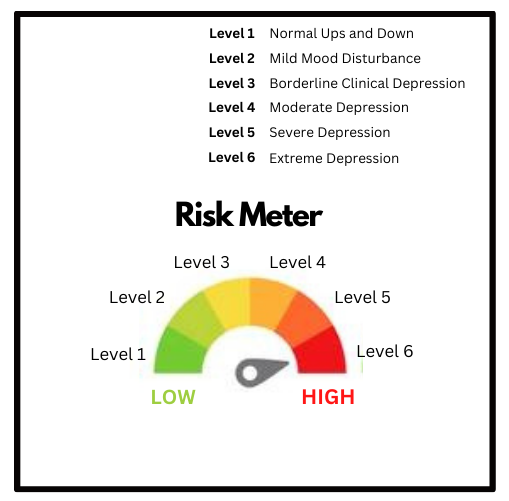 Level 1 Normal Ups and Down
Level 2 Mild Mood Disturbance
Level 3 Borderline Clinical Depression
Level 4 Moderate Depression
Level 5 Severe Depression
Level 6 Extreme Depression
Risk Meter
Level 3 Level 4
Level 2 Level 5
Level 1 Level 6
LOW HIGH